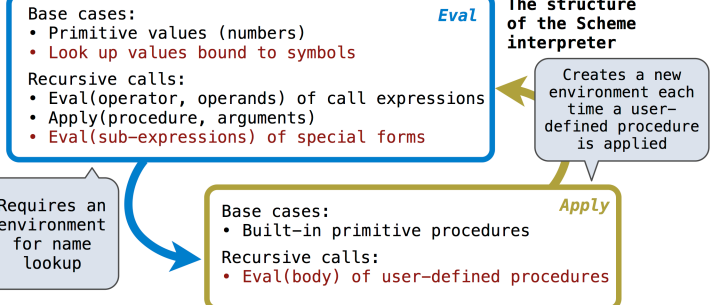 The structure
of the Scheme
interpreter
Eval
Base cases:
• Primitive values (numbers)
• Look up values bound to symbols
Recursive calls:
• Eval(operator, operands) of call expressions
• Apply(procedure, arguments)
• Eval(sub-expressions) of special forms
Creates a new
environment each
time a user-
defined procedure
is applied
Requires an
environment
for name
lookup
Apply
Base cases:
• Built-in primitive procedures
Recursive calls:
• Eval(body) of user-defined procedures